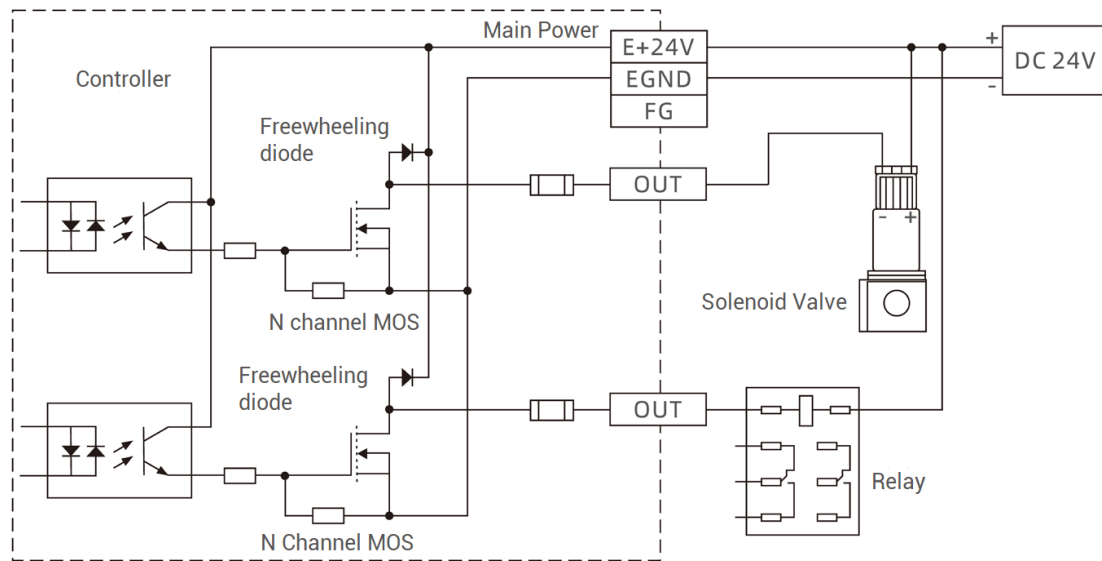 Main Power
E+24V
+
DC 24V
Controller
EGND
-
FG
Freewheeling
diode
OUT
- +
Solenoid Valve
N channel MOS
Freewheeling
diode
OUT
Relay
N Channel MOS